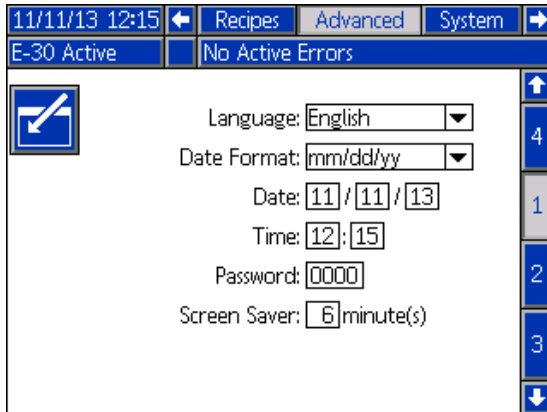 11/11/13 12:15 Recipes Advanced System
E-30 Active No Active Errors
Language: English
Date Format: mm/dd/yy
Date: 11 / 11 / 13
Time: 12 : 15
Password: 0000
Screen Saver: 6 minute(s)
4
1
2
3